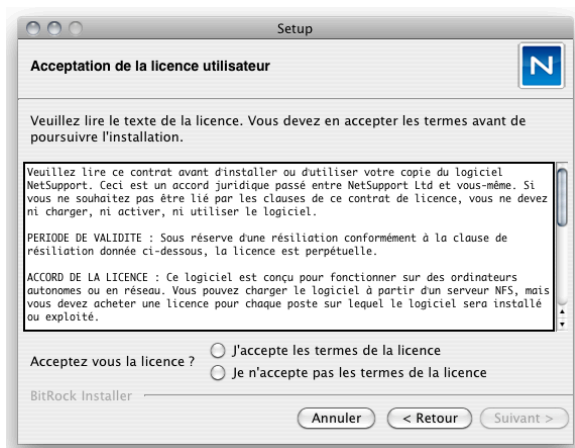 Setup
Acceptation de la licence utilisateur
N
Veuillez lire le texte de la licence. Vous devez en accepter les termes avant de
poursuivre l'installation.
Veuillez lire ce contrat avant d'installer ou d'utiliser votre copie du logiciel
NetSupport. Ceci est un accord juridique passé entre NetSupport Ltd et vous-même. Si
vous ne souhaitez pas être lié par les clauses de ce contrat de licence, vous ne devez
ni charger, ni activer, ni utiliser le logiciel.
PERIODE DE VALIDITE : Sous réserve d'une résiliation conformément à la clause de
résiliation donnée ci-dessous, la licence est perpétuelle.
ACCORD DE LA LICENCE : Ce logiciel est conçu pour fonctionner sur des ordinateurs
autonomes ou en réseau. Vous pouvez charger le logiciel à partir d'un serveur NFS, mais
vous devez acheter une licence pour chaque poste sur lequel le logiciel sera installé
ou exploité.
Acceptez vous la licence ?
J'accepte les termes de la licence
Je n'accepte pas les termes de la licence
BitRock Installer
Annuler < Retour Suivant >